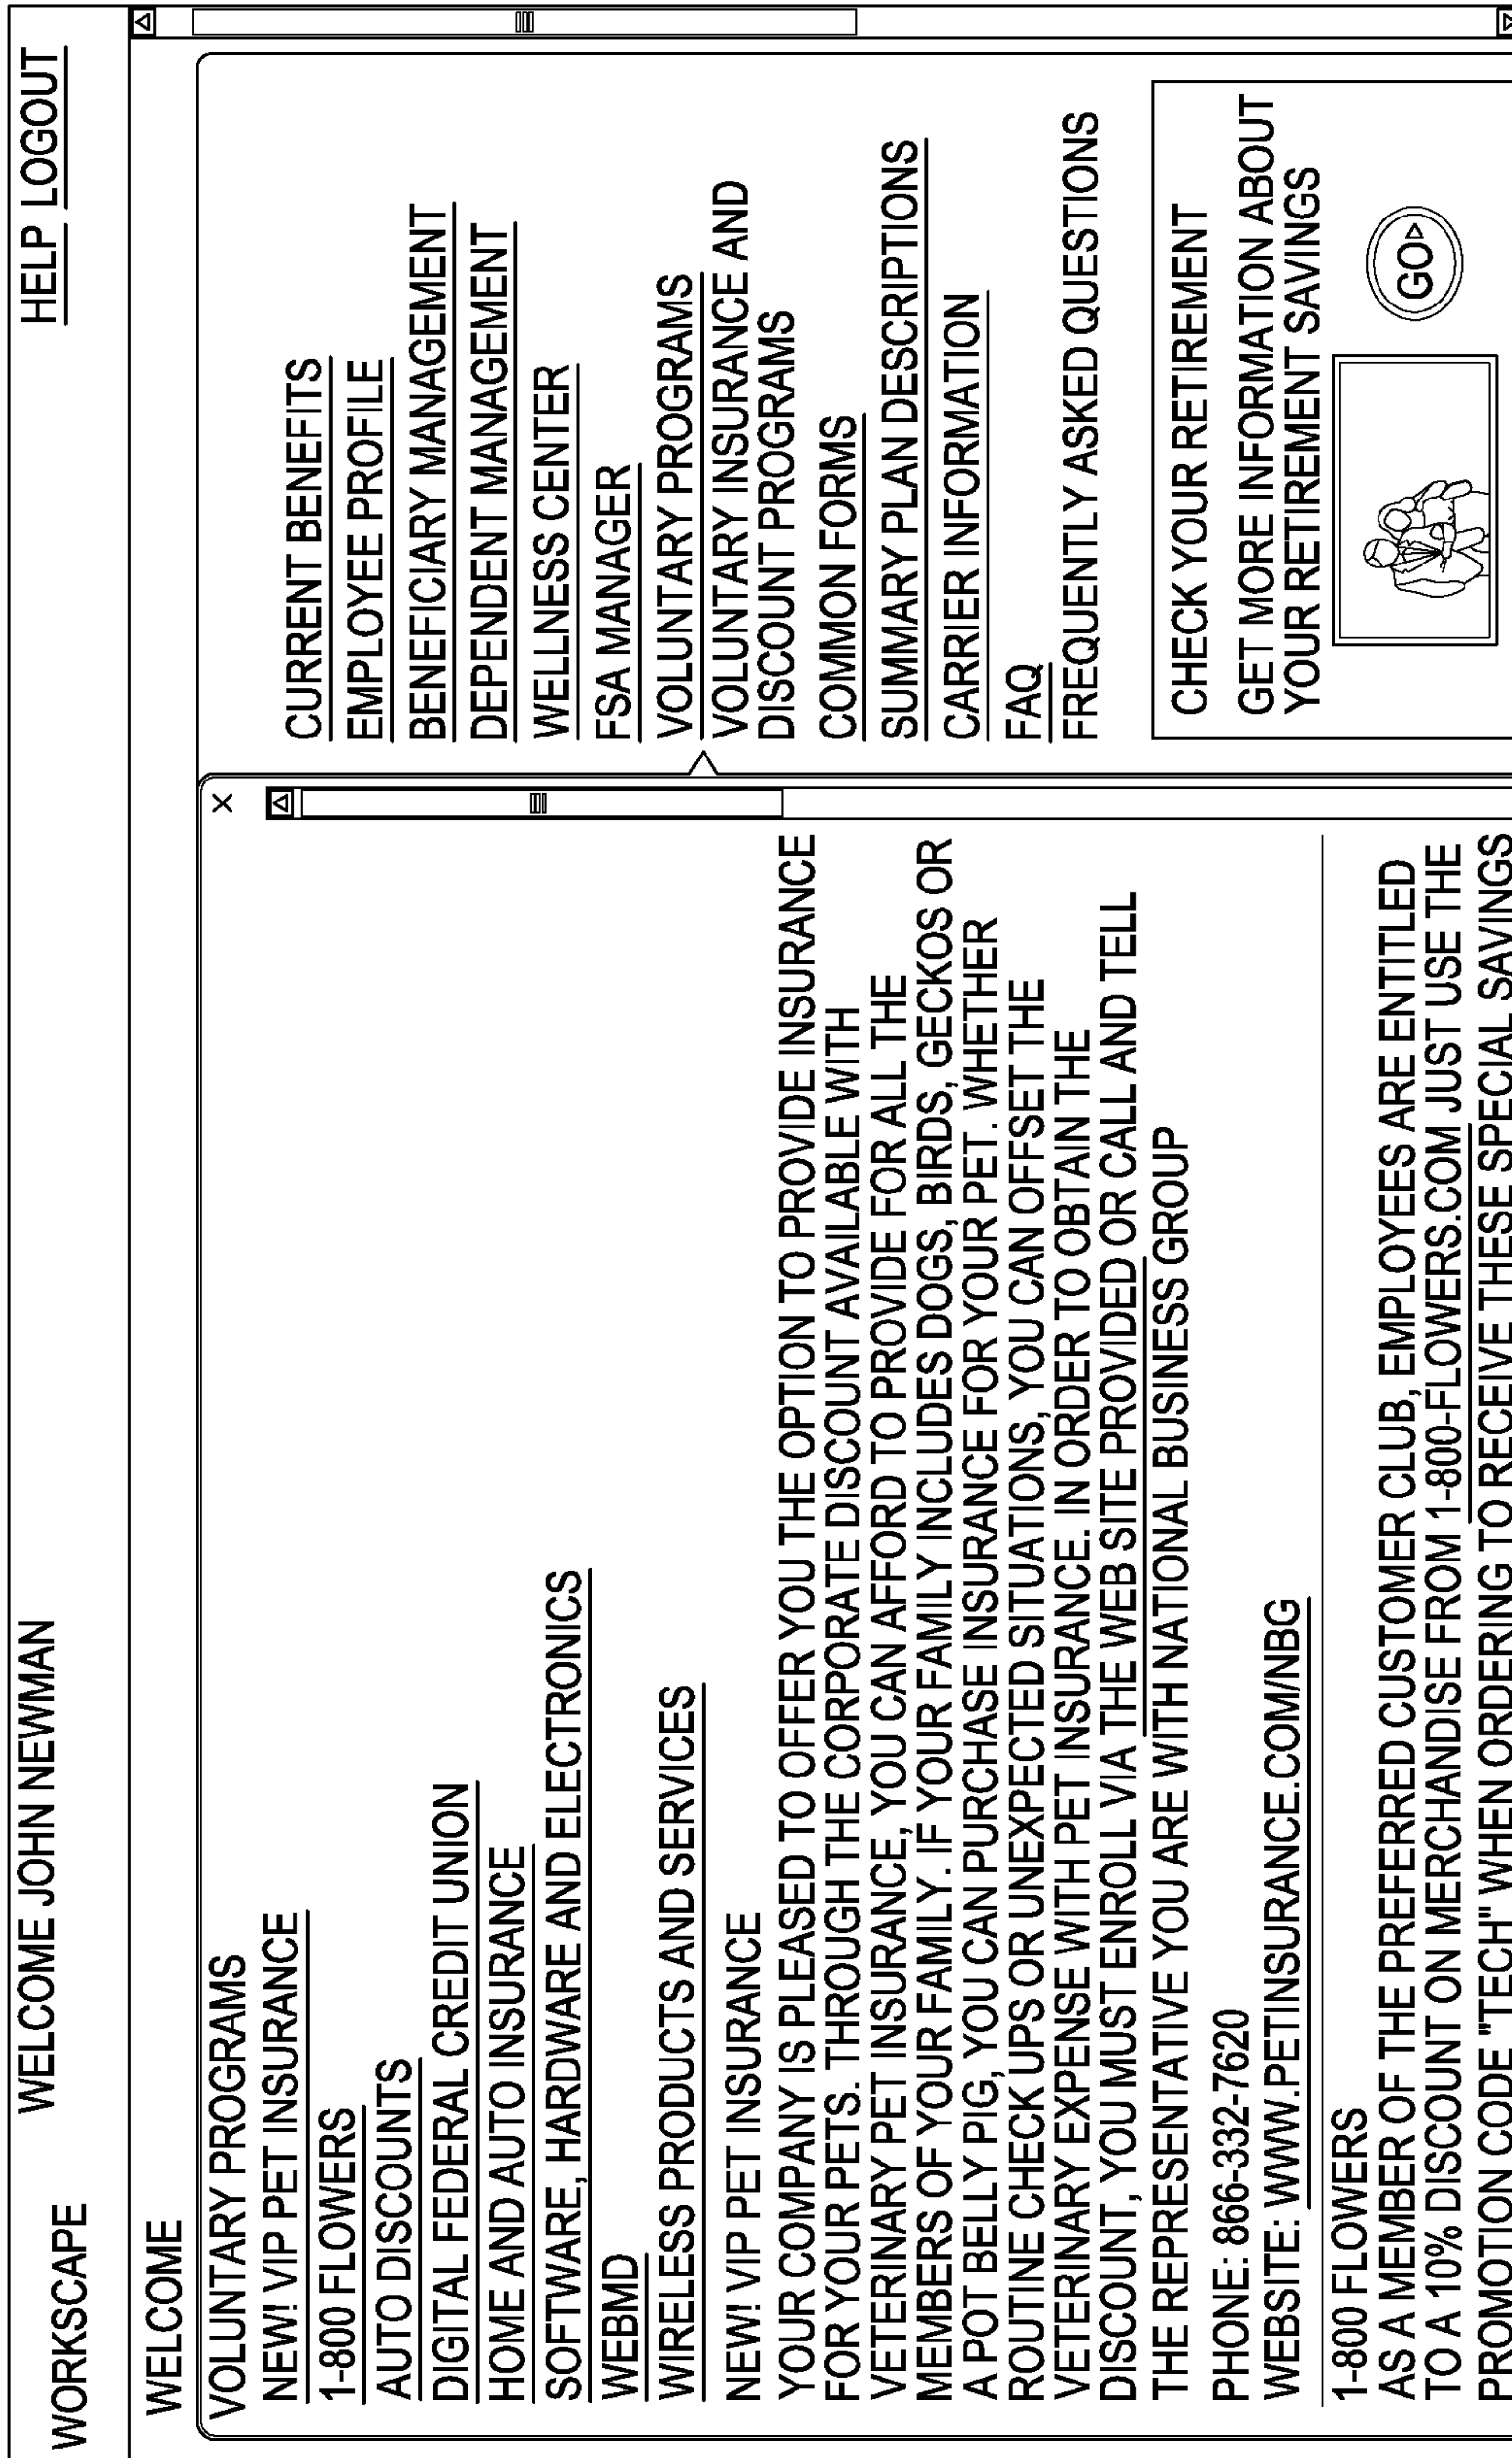 WORKSCAPE
WELCOME JOHN NEWMAN
HELP LOGOUT
WELCOME
VOLUNTARY PROGRAMS
NEW! VIP PET INSURANCE
1-800 FLOWERS
AUTO DISCOUNTS
DIGITAL FEDERAL CREDIT UNION
HOME AND AUTO INSURANCE
SOFTWARE, HARDWARE AND ELECTRONICS
WEBMD
WIRELESS PRODUCTS AND SERVICES
NEW! VIP PET INSURANCE
YOUR COMPANY IS PLEASED TO OFFER YOU THE OPTION TO PROVIDE INSURANCE
FOR YOUR PETS. THROUGH THE CORPORATE DISCOUNT AVAILABLE WITH
VETERINARY PET INSURANCE, YOU CAN AFFORD TO PROVIDE FOR ALL THE
MEMBERS OF YOUR FAMILY. IF YOUR FAMILY INCLUDES DOGS, BIRDS, GECKOS OR
A POT BELLY PIG, YOU CAN PURCHASE INSURANCE FOR YOUR PET. WHETHER
ROUTINE CHECK UPS OR UNEXPECTED SITUATIONS, YOU CAN OFFSET THE
VETERINARY EXPENSE WITH PET INSURANCE. IN ORDER TO OBTAIN THE
DISCOUNT, YOU MUST ENROLL VIA THE WEB SITE PROVIDED OR CALL AND TELL
THE REPRESENTATIVE YOU ARE WITH NATIONAL BUSINESS GROUP
PHONE: 866-332-7620
WEBSITE: WWW.PETINSURANCE.COM/NBG
1-800 FLOWERS
AS A MEMBER OF THE PREFERRED CUSTOMER CLUB, EMPLOYEES ARE ENTITLED
TO A 10% DISCOUNT ON MERCHANDISE FROM 1-800-FLOWERS.COM JUST USE THE
PROMOTION CODE "TECH" WHEN ORDERING TO RECEIVE THESE SPECIAL SAVINGS
X
CURRENT BENEFITS
EMPLOYEE PROFILE
BENEFICIARY MANAGEMENT
DEPENDENT MANAGEMENT
WELLNESS CENTER
FSA MANAGER
VOLUNTARY PROGRAMS
VOLUNTARY INSURANCE AND
DISCOUNT PROGRAMS
COMMON FORMS
SUMMARY PLAN DESCRIPTIONS
CARRIER INFORMATION
FAQ
FREQUENTLY ASKED QUESTIONS
CHECK YOUR RETIREMENT
GET MORE INFORMATION ABOUT
YOUR RETIREMENT SAVINGS
GO